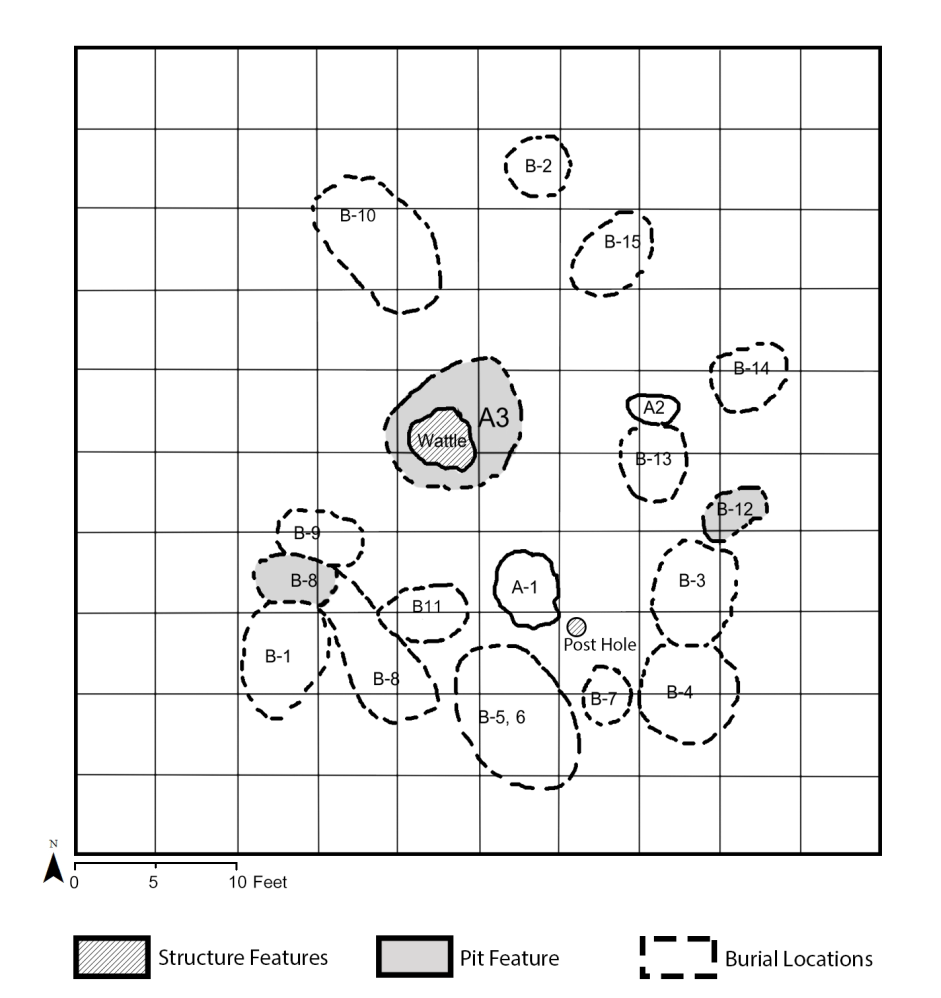 B-2
B-10
B-15
B-14
A2
A3
Wattle
B-13
B-12
B-9
B-8
A-1
B-3
B11
Post Hole
B-1
B-8
B-7
B-4
B-5, 6
N
0 5 10 Feet
Structure Features
Pit Feature
Burial Locations